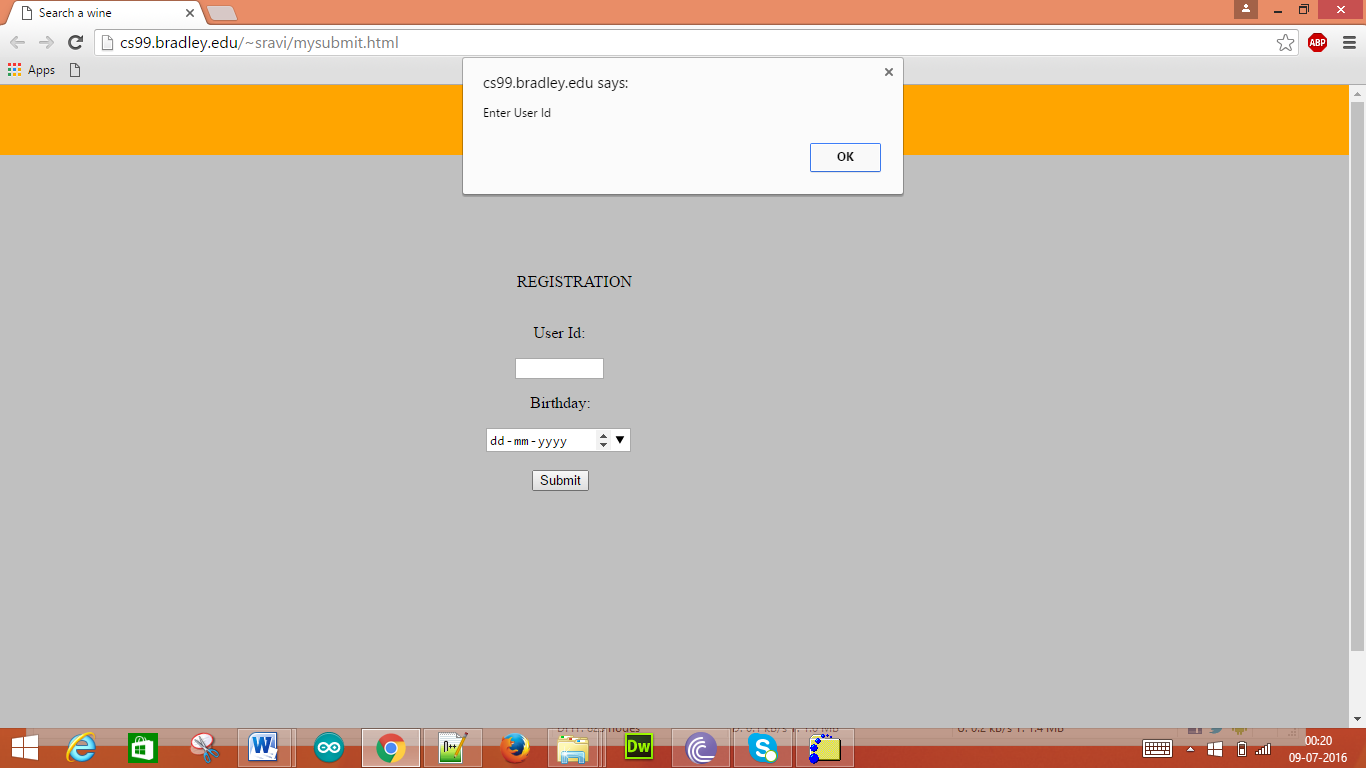 Search a wine
cs99.bradley.edu/~sravi/mysubmit.html
ABP
Apps
cs99.bradley.edu says:
Enter User Id
OK
REGISTRATION
User Id:
Birthday:
dd-mm-yyyy
Submit
00:20
09-07-2016
W
n++
Dw
S